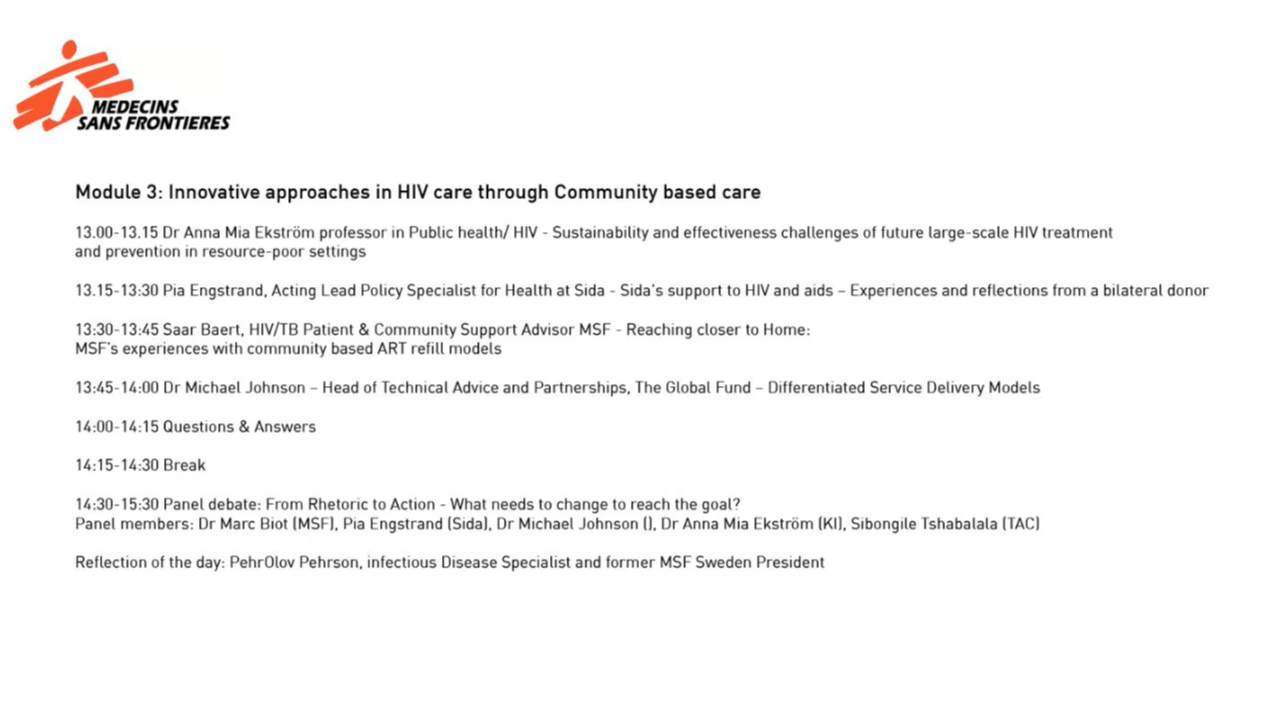 MEDECINS
SANS FRONTIERES
Module 3: Innovative approaches in HIV care through Community based care
13.00-13.15 Dr Anna Mia Ekström professor in Public health/ HIV - Sustainability and effectiveness challenges of future large-scale HIV treatment
and prevention in resource-poor settings
13.15-13:30 Pia Engstrand, Acting Lead Policy Specialist for Health at Sida - Sida's support to HIV and aids – Experiences and reflections from a bilateral donor
13:30-13:45 Saar Baert, HIV/TB Patient & Community Support Advisor MSF - Reaching closer to Home:
MSF's experiences with community based ART refill models
13:45-14:00 Dr Michael Johnson – Head of Technical Advice and Partnerships, The Global Fund – Differentiated Service Delivery Models
14:00-14:15 Questions & Answers
14:15-14:30 Break
14:30-15:30 Panel debate: From Rhetoric to Action - What needs to change to reach the goal?
Panel members: Dr Marc Biot (MSF), Pia Engstrand (Sida), Dr Michael Johnson (), Dr Anna Mia Ekström (KI), Sibongile Tshabalala (TAC)
Reflection of the day: PehrOlov Pehrson, infectious Disease Specialist and former MSF Sweden President